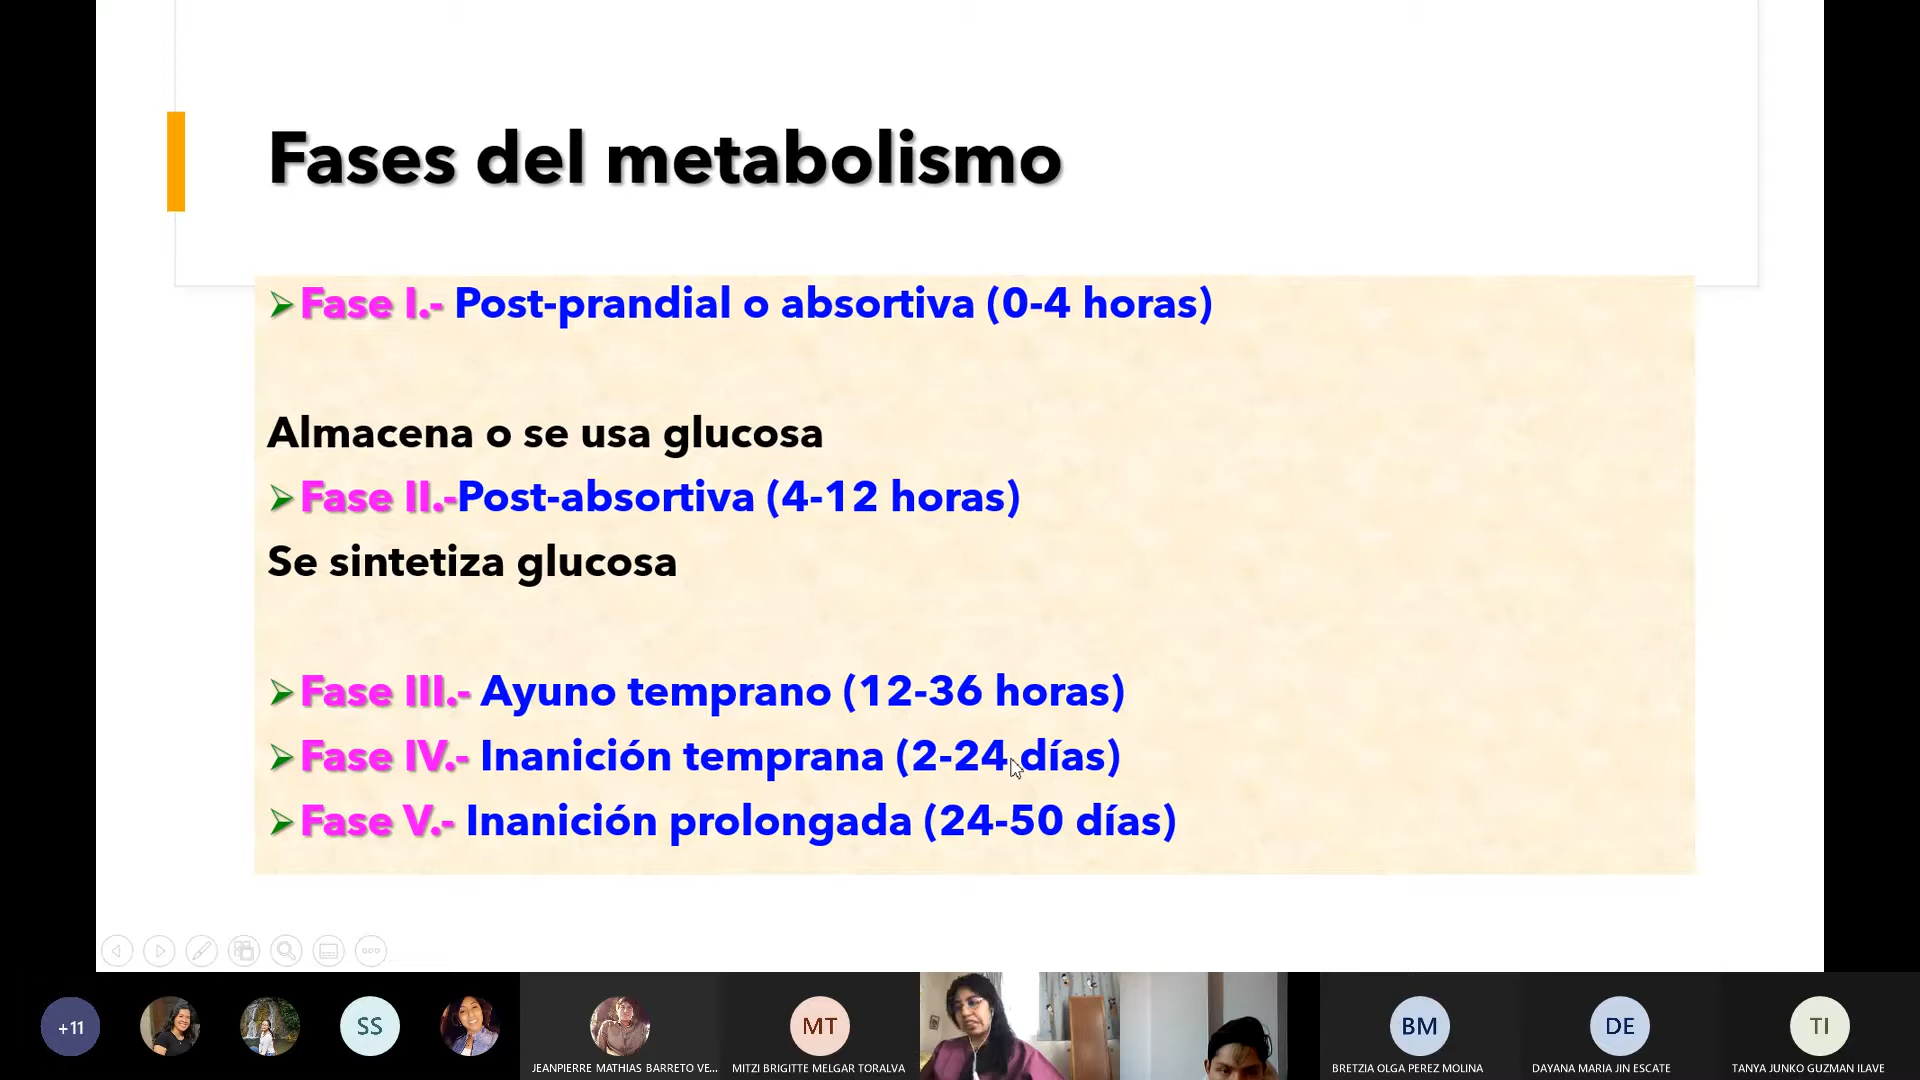 Fases del metabolismo
Fase I.- Post-prandial o absortiva (0-4 horas)
Almacena o se usa glucosa
Fase II.-Post-absortiva (4-12 horas)
Se sintetiza glucosa
Fase III.- Ayuno temprano (12-36 horas)
Fase IV.- Inanición temprana (2-24 días)
Fase V.- Inanición prolongada (24-50 días)
+11
SS
MT
BM
DE
TI
JEANPIERRE MATHIAS BARRETO VE...
MITZI BRIGITTE MELGAR TORALVA
BRETZIA OLGA PEREZ MOLINA
DAYANA MARIA JIN ESCATE
TANYA JUNKO GUZMAN ILAVE